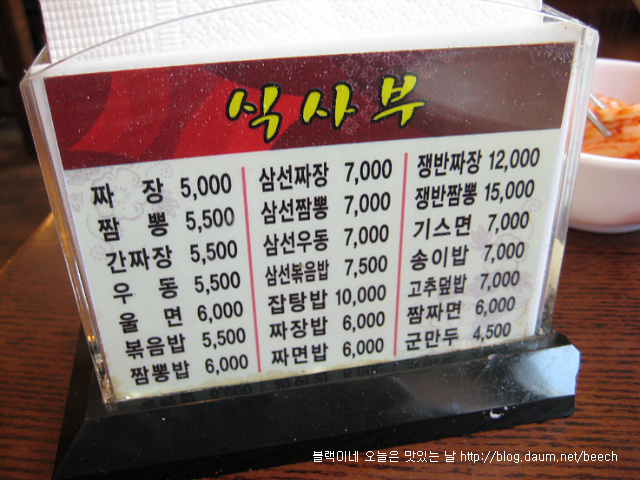 식사부
짜 장 5,000
짬 뽕 5,500
간짜장 5,500
우 동 5,500
울 면 6,000
볶음밥 5,500
짬뽕밥 6,000
삼선짜장 7,000
삼선짬뽕 7,000
삼선우동 7,000
삼선볶음밥 7,500
잡탕밥 10,000
짜장밥 6,000
짜면밥 6,000
쟁반짜장 12,000
쟁반짬뽕 15,000
기스면 7,000
송이밥 7,000
고추덮밥 7,000
짬짜면 6,000
군만두 4,500
블랙이네 오늘은 맛있는 날 http://blog.daum.net/beech